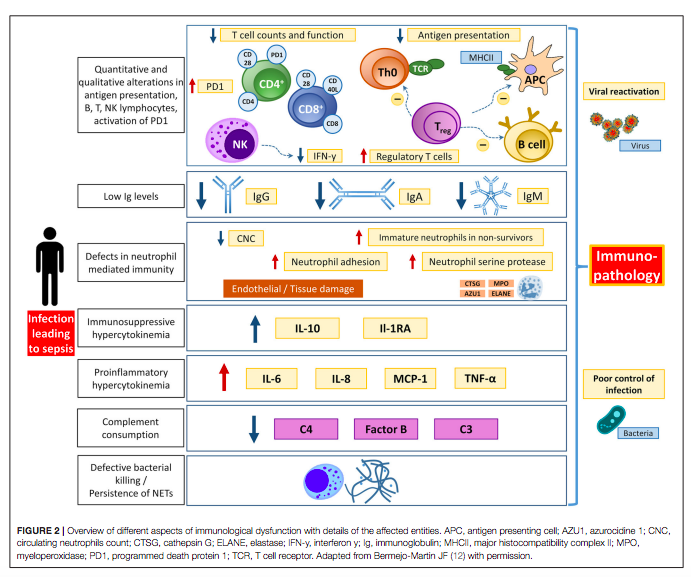 T cell counts and function
Antigen presentation
Quantitative and
qualitative alterations in
antigen presentation,
B, T, NK lymphocytes,
activation of PD1
PD1
CD
28
PD1
CD4⁺
CD4
CD
28
CD
40L
CD8⁺
CD8
NK
IFN-y
Th0
TCR
MHCII
APC
Treg
B cell
Regulatory T cells
Viral reactivation
Virus
Low Ig levels
IgG
IgA
IgM
Defects in neutrophil
mediated immunity
CNC
Immature neutrophils in non-survivors
Neutrophil adhesion
Neutrophil serine protease
Endothelial / Tissue damage
CTSG
MPO
AZU1
ELANE
Immuno-
pathology
Infection
leading
to sepsis
Immunosuppressive
hypercytokinemia
IL-10
Il-1RA
Proinflammatory
hypercytokinemia
IL-6
IL-8
MCP-1
TNF-α
Poor control of
infection
Bacteria
Complement
consumption
C4
Factor B
C3
Defective bacterial
killing /
Persistence of NETs
FIGURE 2 | Overview of different aspects of immunological dysfunction with details of the affected entities. APC, antigen presenting cell; AZU1, azurocidine 1; CNC,
circulating neutrophils count; CTSG, cathepsin G; ELANE, elastase; IFN-y, interferon y; Ig, immunoglobulin; MHCII, major histocompatibility complex II; MPO,
myeloperoxidase; PD1, programmed death protein 1; TCR, T cell receptor. Adapted from Bermejo-Martin JF (12) with permission.